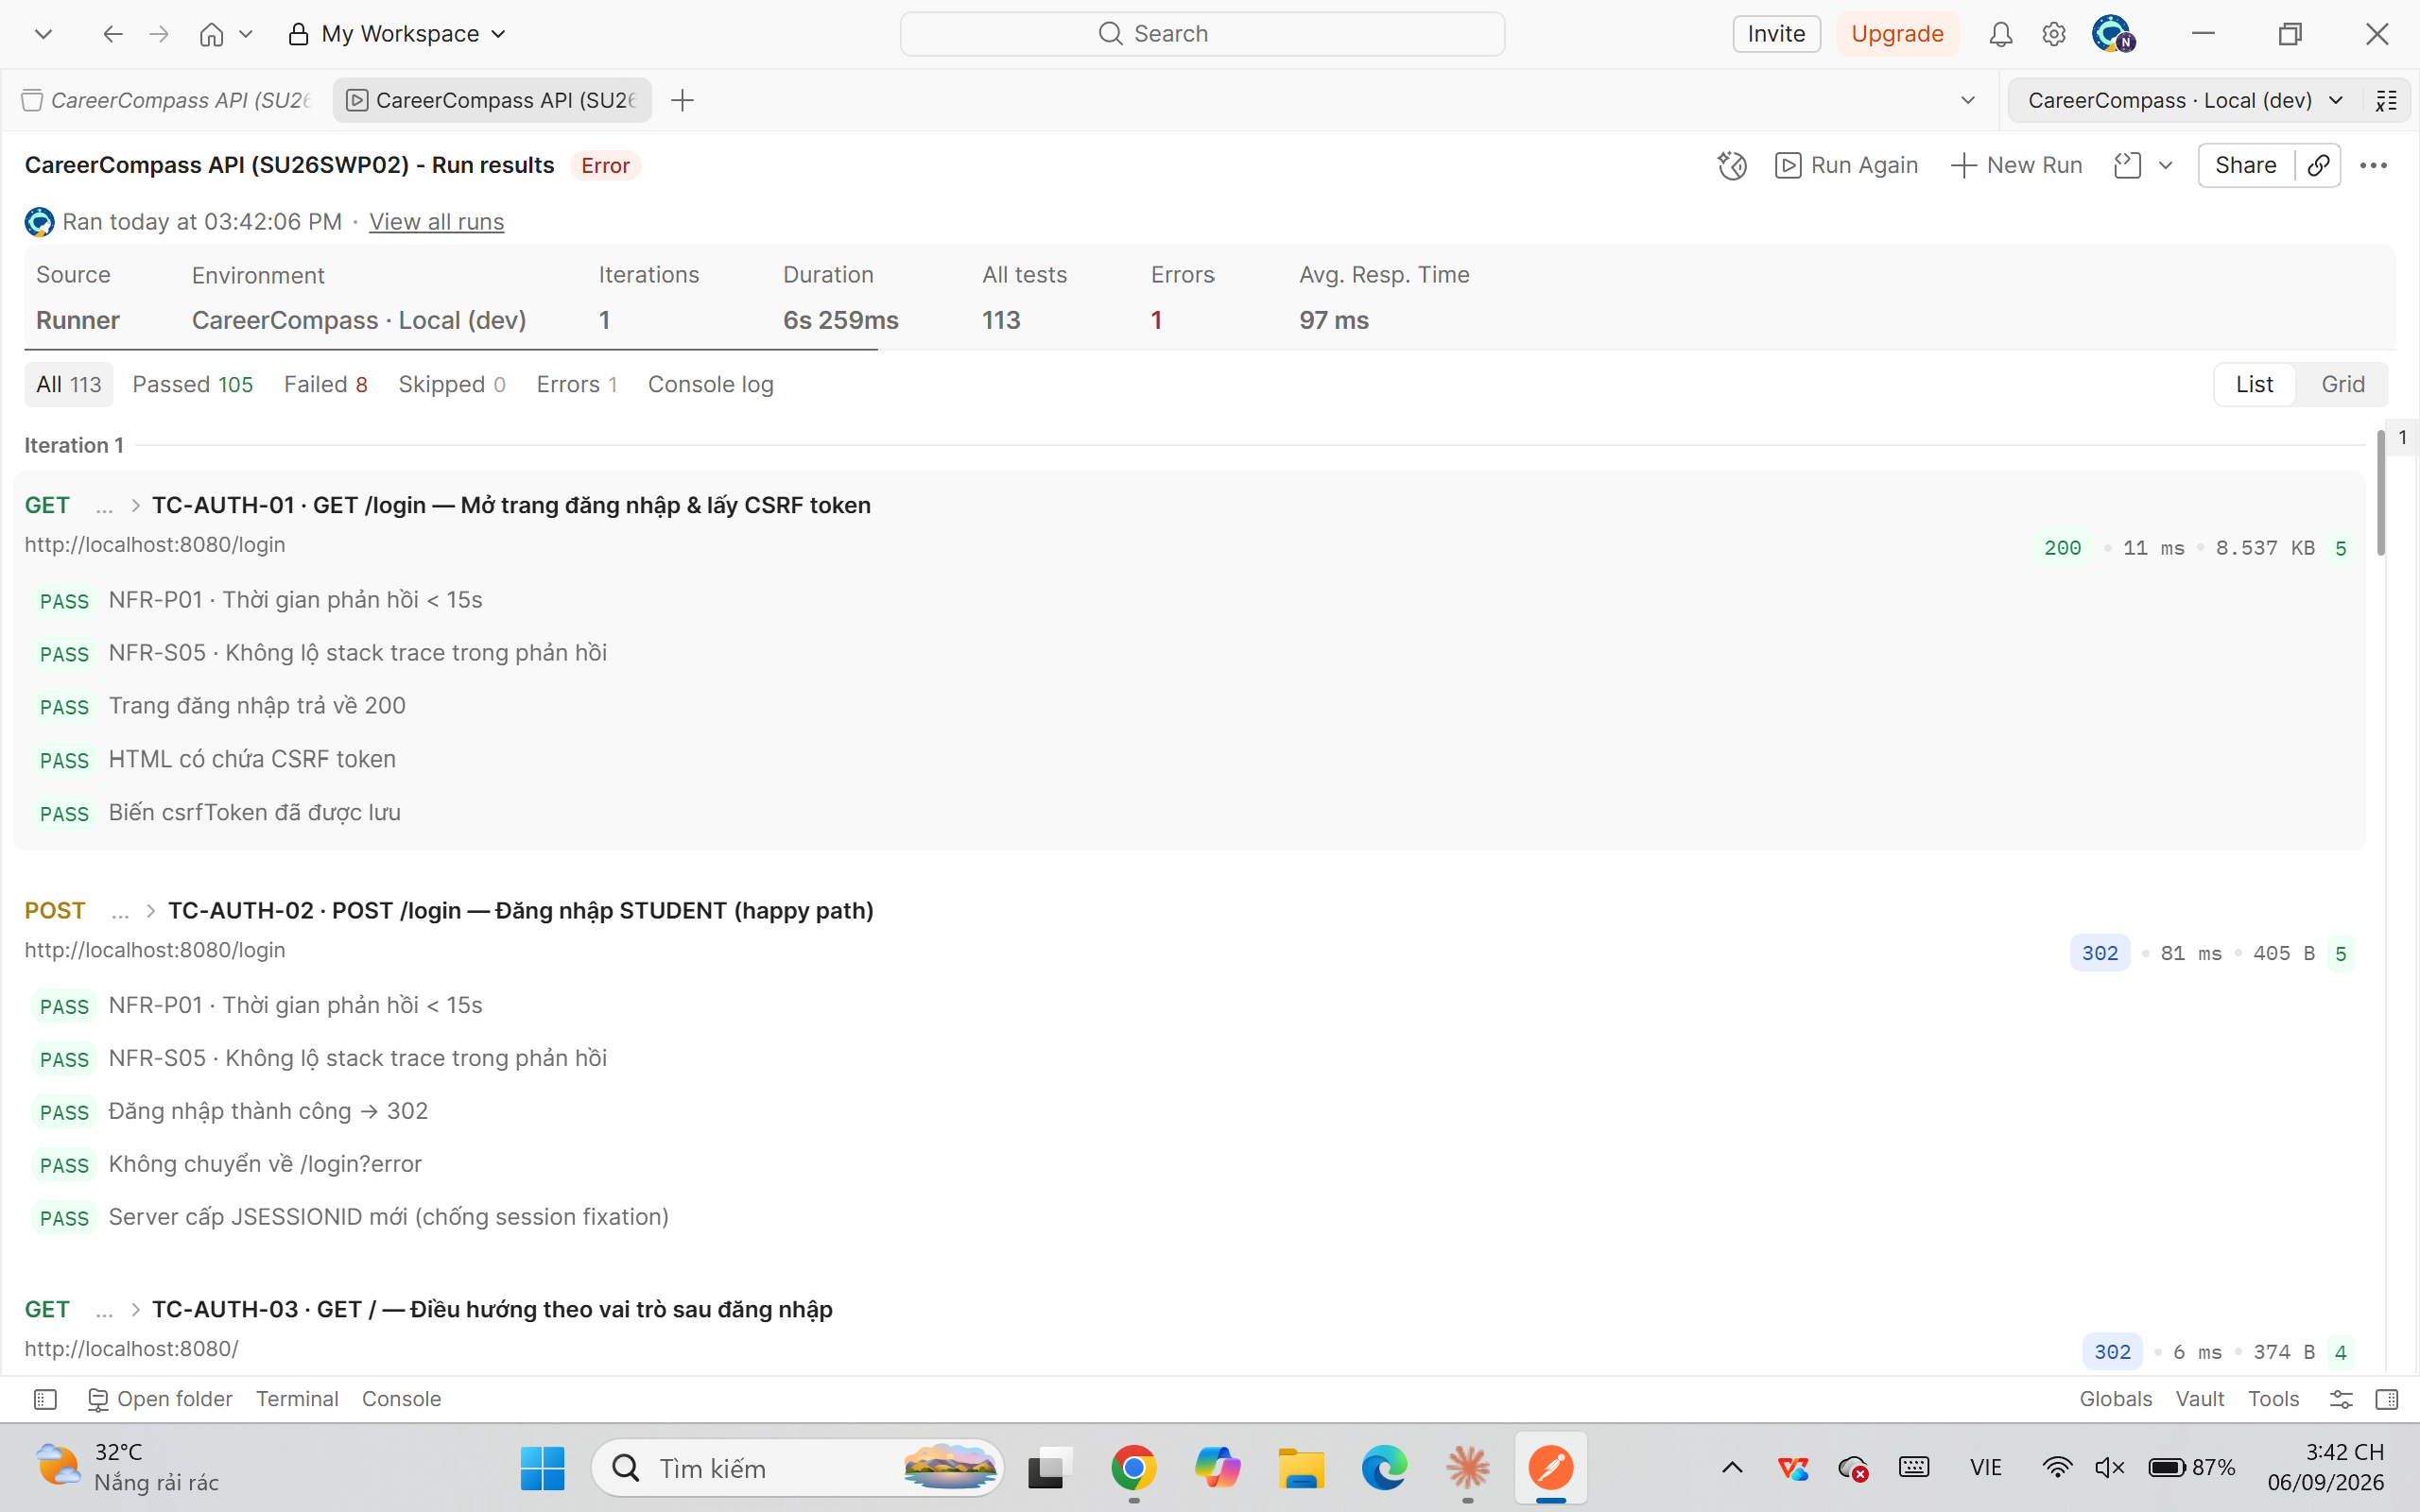 My Workspace
Search
Invite
Upgrade
N
CareerCompass API (SU26
CareerCompass API (SU26
CareerCompass · Local (dev)
CareerCompass API (SU26SWP02) - Run results
Error
Run Again
New Run
Share
Ran today at 03:42:06 PM · View all runs
Source
Environment
Iterations
Duration
All tests
Errors
Avg. Resp. Time
Runner
CareerCompass · Local (dev)
1
6s 259ms
113
1
97 ms
All 113
Passed 105
Failed 8
Skipped 0
Errors 1
Console log
List
Grid
Iteration 1
1
GET ... > TC-AUTH-01 · GET /login — Mở trang đăng nhập & lấy CSRF token
http://localhost:8080/login
200 • 11 ms • 8.537 KB 5
PASS NFR-P01 · Thời gian phản hồi < 15s
PASS NFR-S05 · Không lộ stack trace trong phản hồi
PASS Trang đăng nhập trả về 200
PASS HTML có chứa CSRF token
PASS Biến csrfToken đã được lưu
POST ... > TC-AUTH-02 · POST /login — Đăng nhập STUDENT (happy path)
http://localhost:8080/login
302 • 81 ms • 405 B 5
PASS NFR-P01 · Thời gian phản hồi < 15s
PASS NFR-S05 · Không lộ stack trace trong phản hồi
PASS Đăng nhập thành công → 302
PASS Không chuyển về /login?error
PASS Server cấp JSESSIONID mới (chống session fixation)
GET ... > TC-AUTH-03 · GET / — Điều hướng theo vai trò sau đăng nhập
http://localhost:8080/
302 • 6 ms • 374 B 4
Open folder
Terminal
Console
Globals
Vault
Tools
32°C
Nắng rải rác
Tìm kiếm
VIE
87%
3:42 CH
06/09/2026